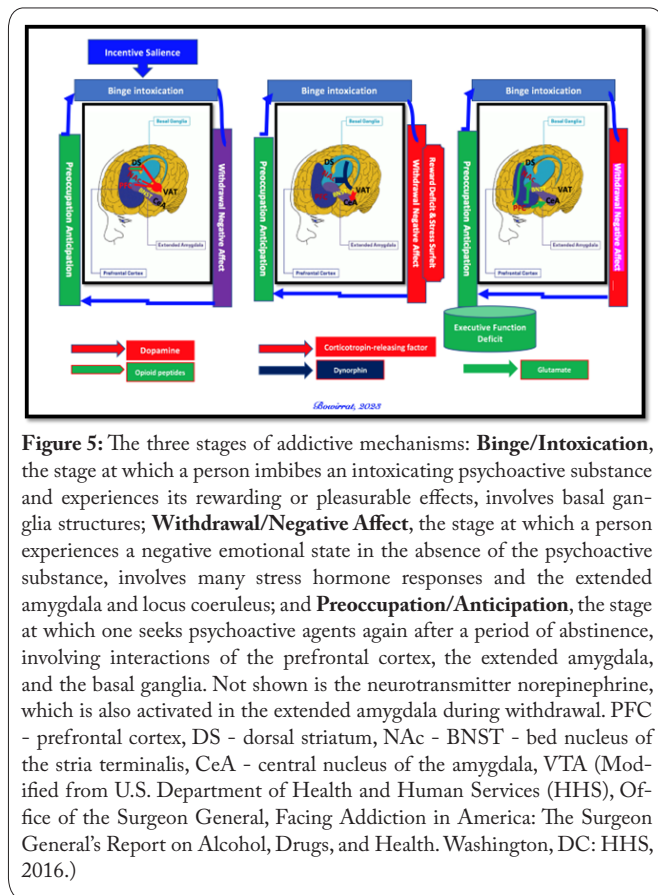 Incentive Salience
Binge intoxication
Preoccupation Anticipation
Basal Ganglia
DS
VAT
CeA
Extended Amygdala
Prefrontal Cortex
Withdrawal Negative Affect
Binge intoxication
Preoccupation Anticipation
Basal Ganglia
DS
VAT
CeA
Extended Amygdala
Prefrontal Cortex
Withdrawal Negative Affect
Reward Deficit & Stress Surfeit
Binge intoxication
Preoccupation Anticipation
Basal Ganglia
DS
VAT
PFC
CeA
Extended Amygdala
Prefrontal Cortex
Withdrawal Negative Affect
Executive Function
Deficit
Dopamine
Opioid peptides
Corticotropin-releasing factor
Dynorphin
Glutamate
Bowirrat, 2023
Figure 5: The three stages of addictive mechanisms: Binge/Intoxication,
the stage at which a person imbibes an intoxicating psychoactive substance
and experiences its rewarding or pleasurable effects, involves basal gan-
glia structures; Withdrawal/Negative Affect, the stage at which a person
experiences a negative emotional state in the absence of the psychoactive
substance, involves many stress hormone responses and the extended
amygdala and locus coeruleus; and Preoccupation/Anticipation, the stage
at which one seeks psychoactive agents again after a period of abstinence,
involving interactions of the prefrontal cortex, the extended amygdala,
and the basal ganglia. Not shown is the neurotransmitter norepinephrine,
which is also activated in the extended amygdala during withdrawal. PFC
- prefrontal cortex, DS - dorsal striatum, NAc - BNST - bed nucleus of
the stria terminalis, CeA - central nucleus of the amygdala, VTA (Mod-
ified from U.S. Department of Health and Human Services (HHS), Of-
fice of the Surgeon General, Facing Addiction in America: The Surgeon
General's Report on Alcohol, Drugs, and Health. Washington, DC: HHS,
2016.)